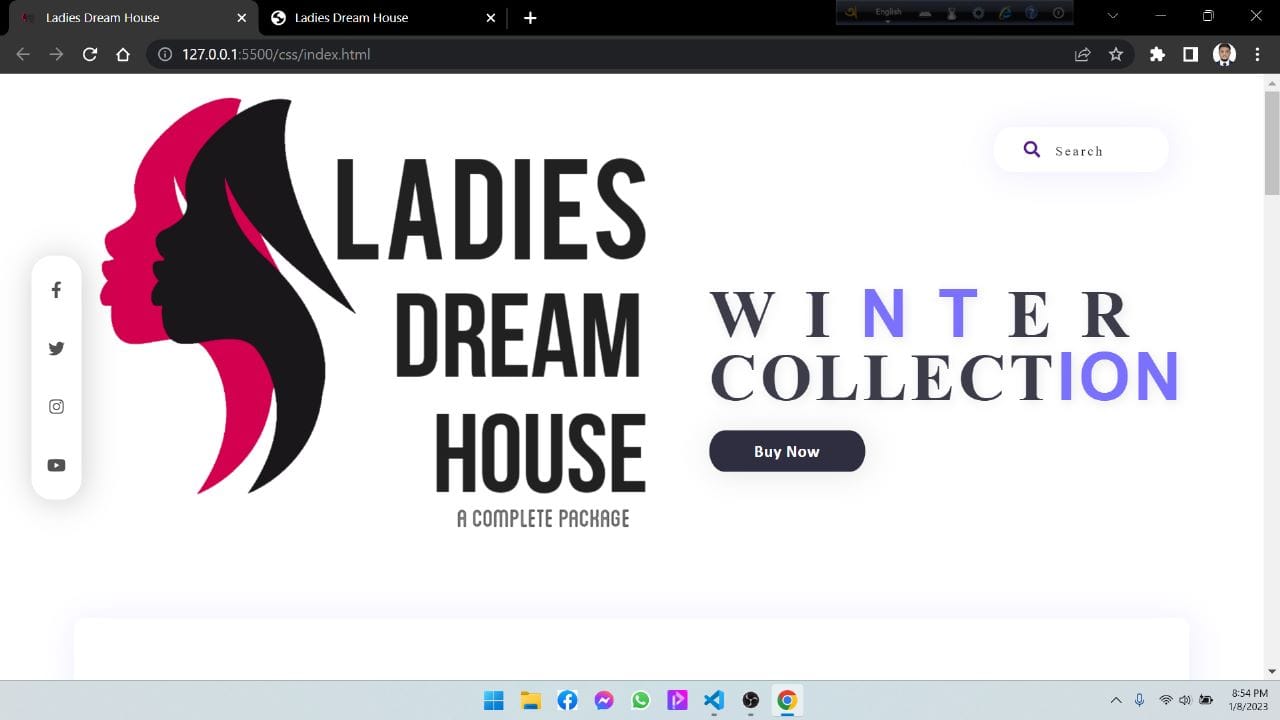 Ladies Dream House
Ladies Dream House
English
127.0.0.1:5500/css/index.html
LADIES
DREAM
HOUSE
A COMPLETE PACKAGE
Search
WINTER
COLLECTION
Buy Now
8:54 PM
1/8/2023